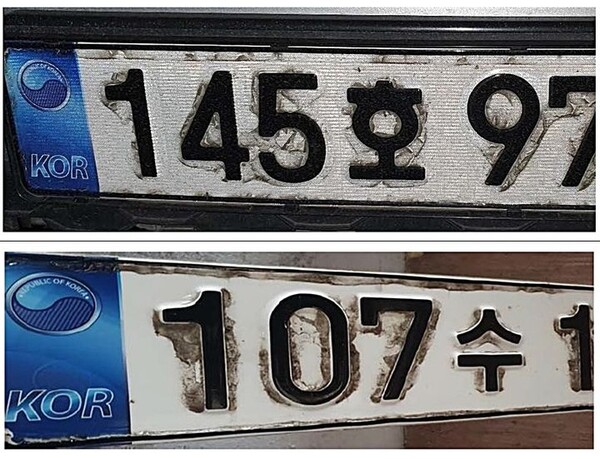 KOR
145호 97
REPUBLIC OF KOREA
KOR
107수 1